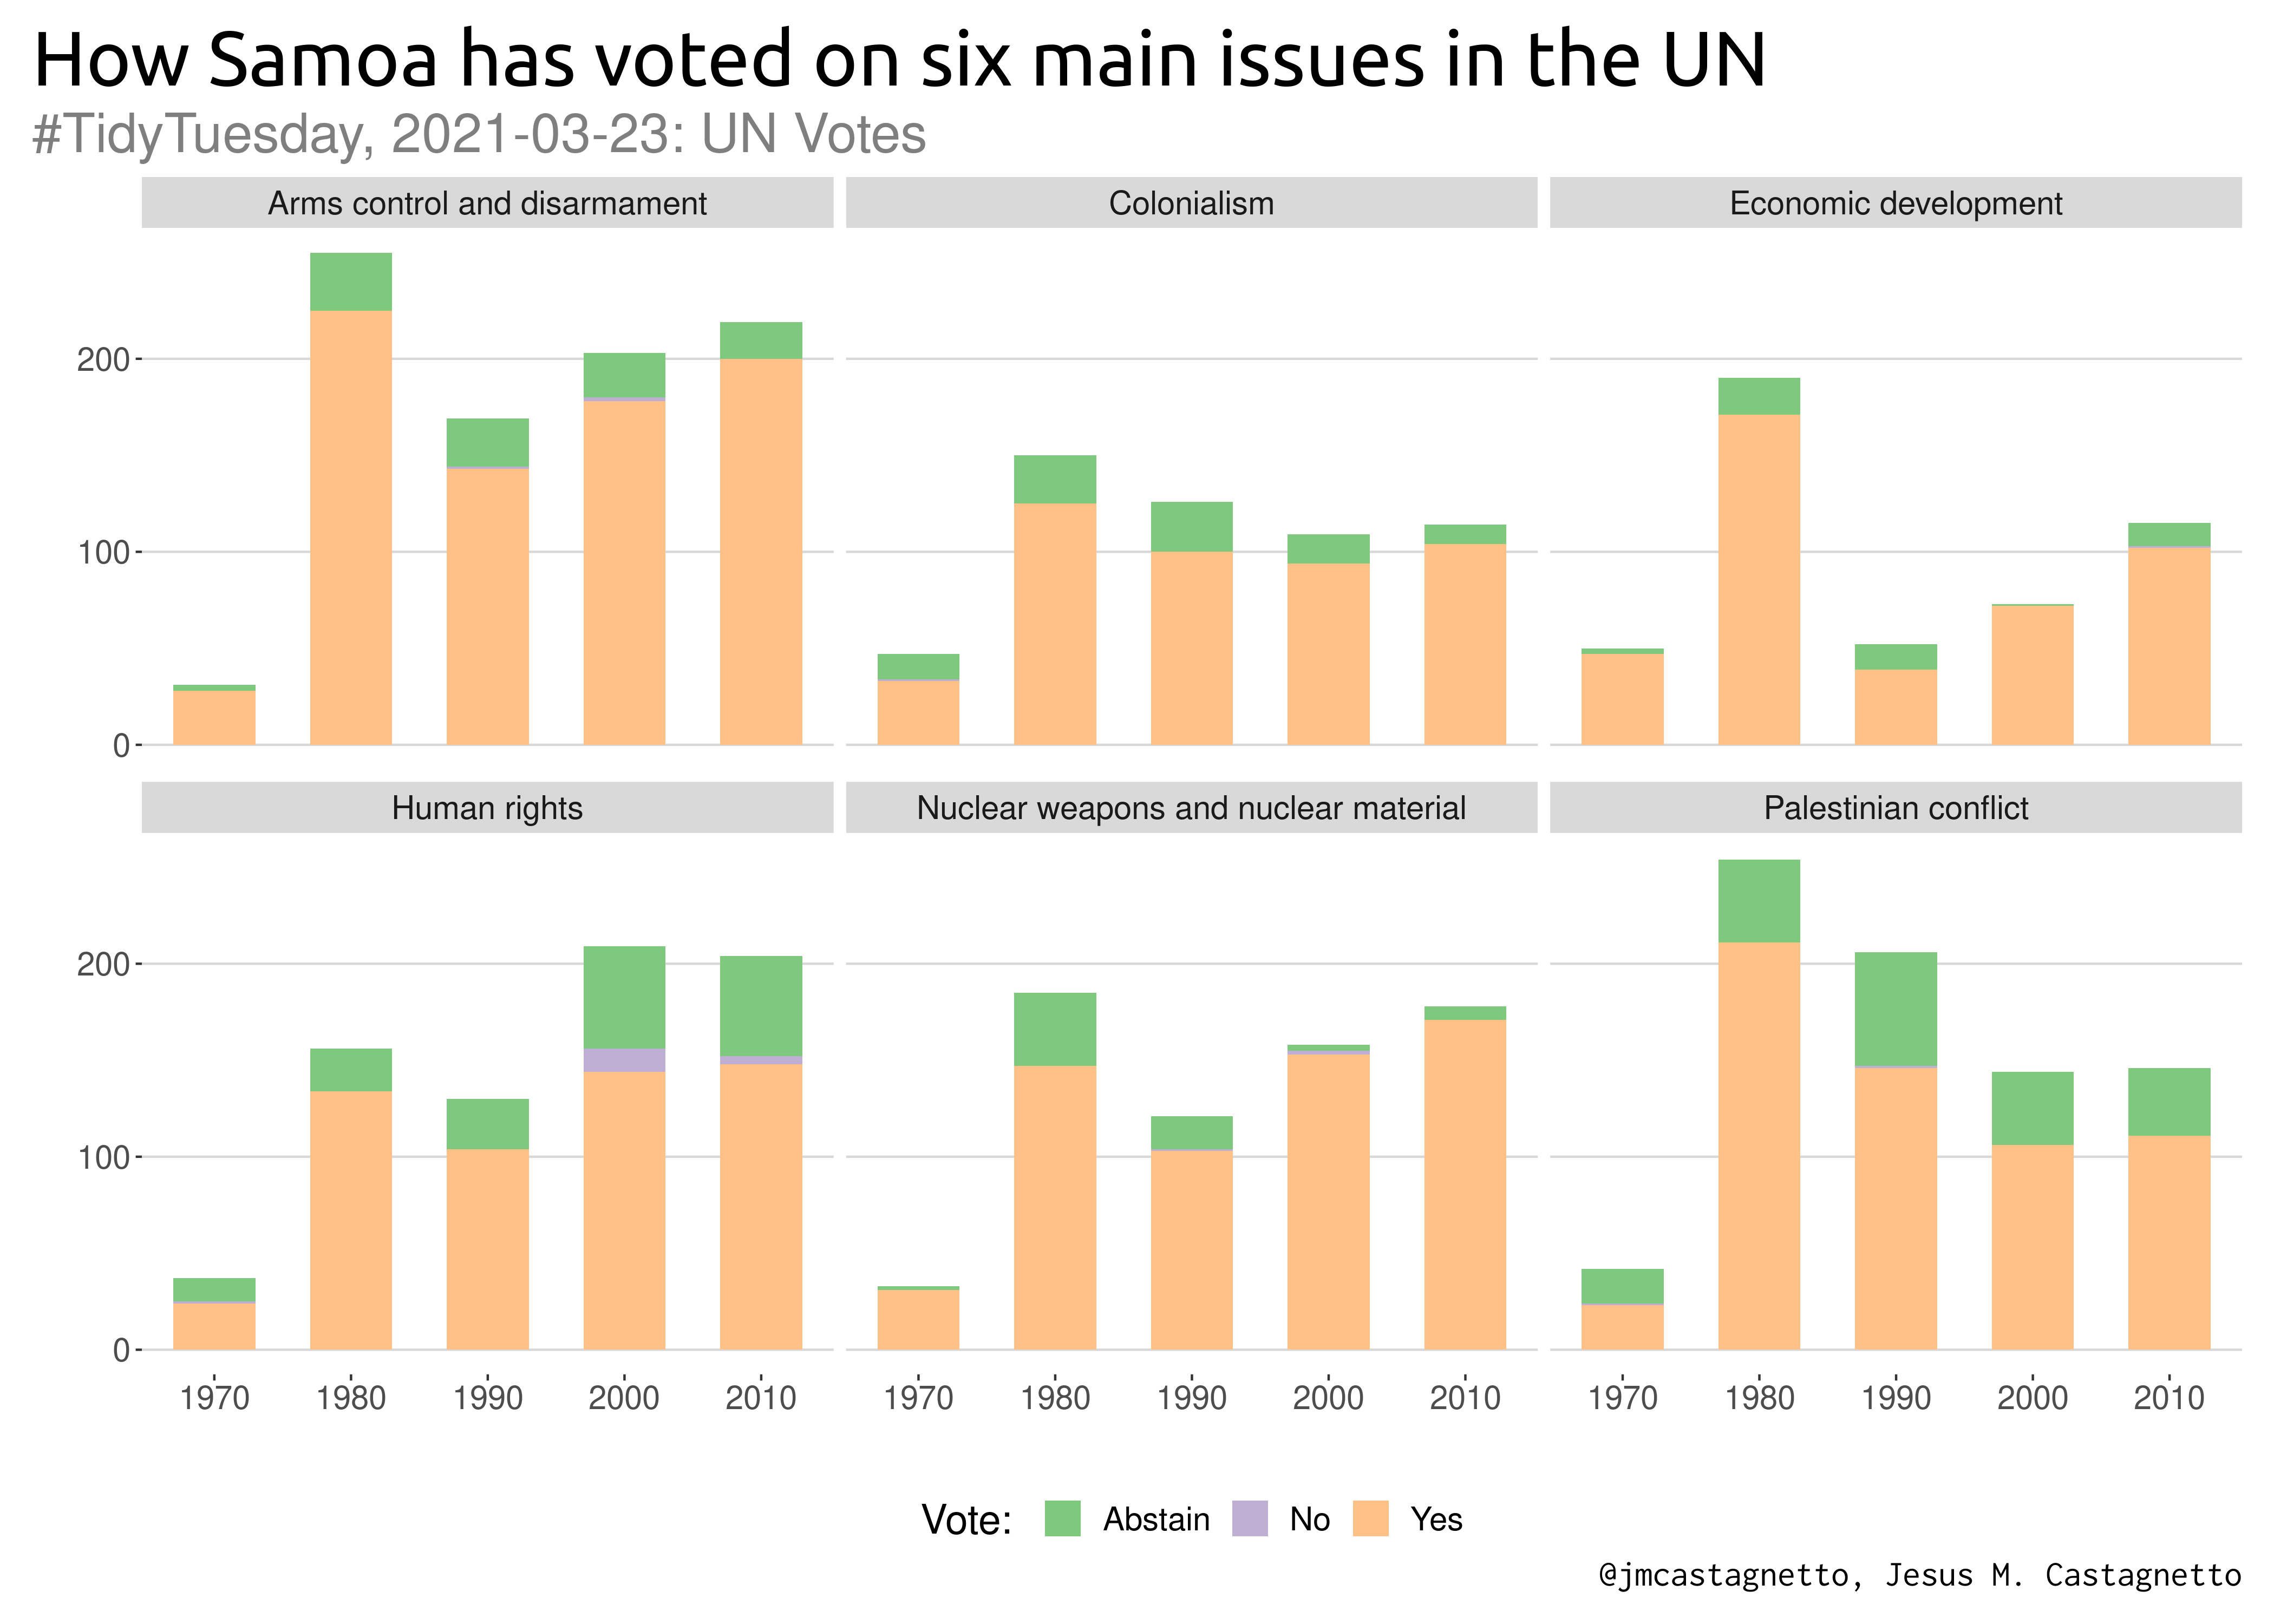 How Samoa has voted on six main issues in the UN
#TidyTuesday, 2021-03-23: UN Votes
Arms control and disarmament
Colonialism
Economic development
200
100
0
Human rights
Nuclear weapons and nuclear material
Palestinian conflict
200
100
0
1970 1980 1990 2000 2010
1970 1980 1990 2000 2010
1970 1980 1990 2000 2010
Vote: Abstain No Yes
@jmcastagnetto, Jesus M. Castagnetto